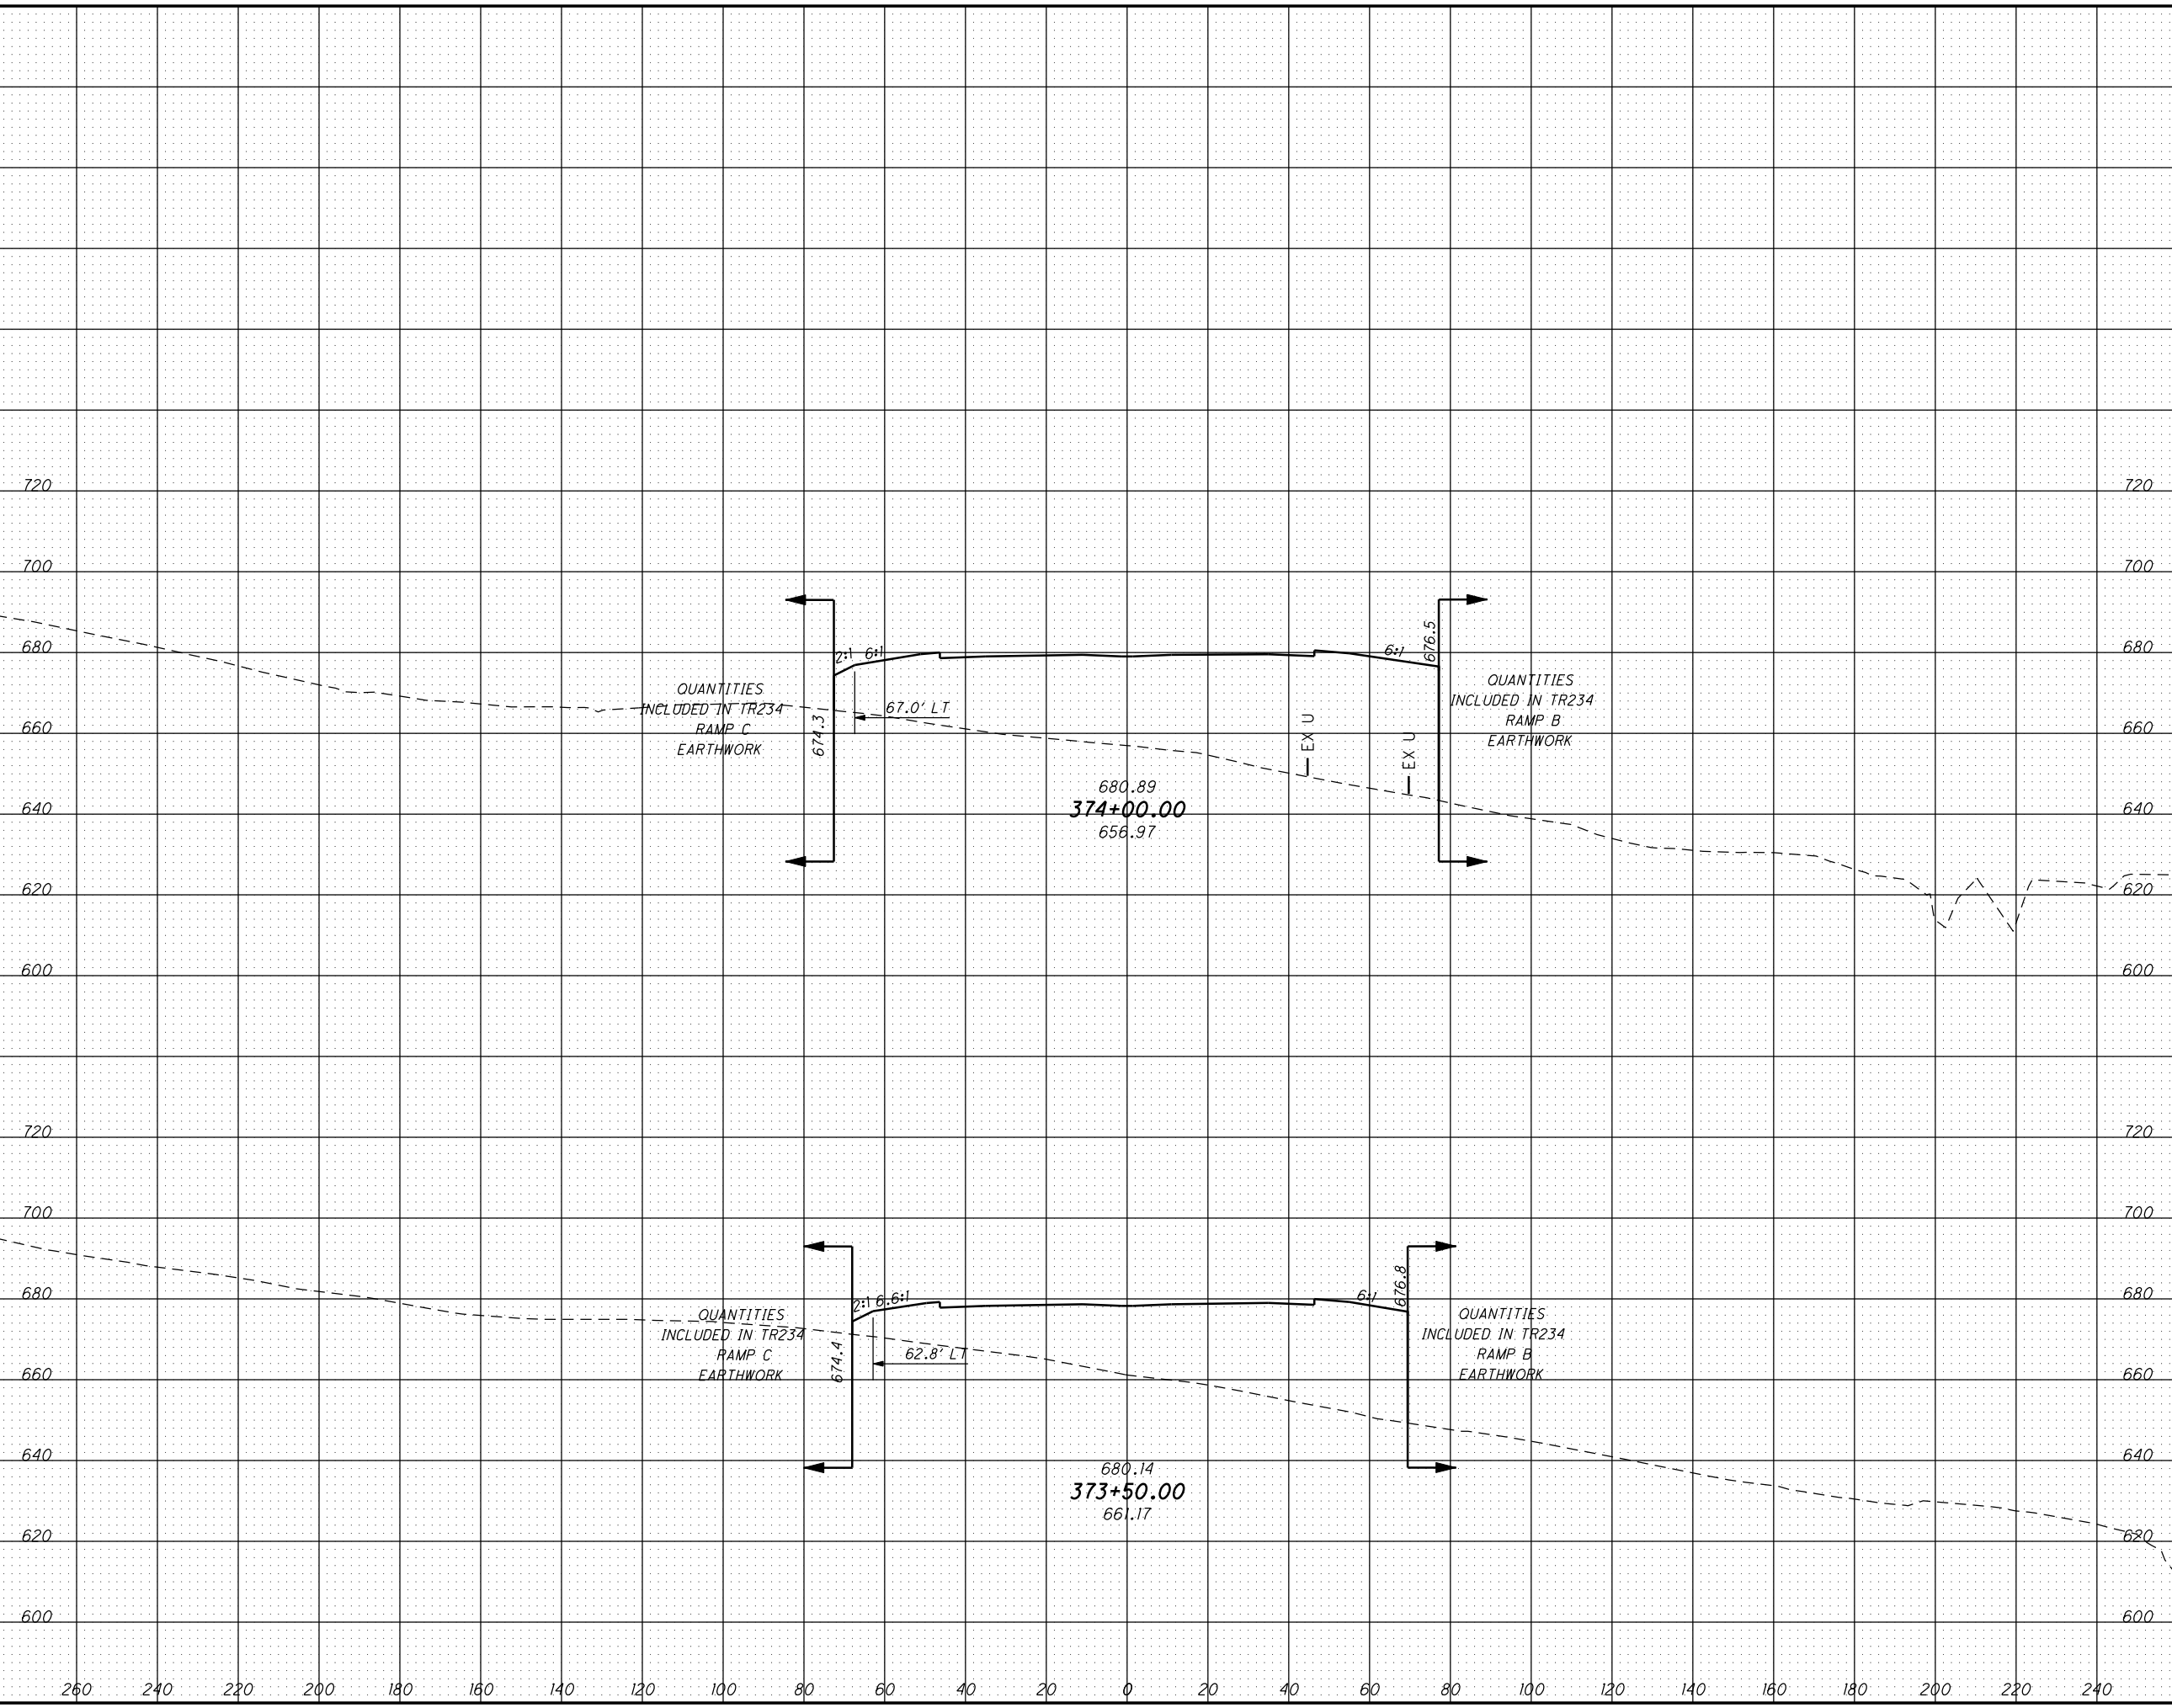 720 720
700 700
680 680
660 660
640 640
620 620
600 600
2:1 6:1
6:1
676.5
674.3
67.0' LT
QUANTITIES
INCLUDED IN TR234
RAMP C
EARTHWORK
EX U
EX U
QUANTITIES
INCLUDED IN TR234
RAMP B
EARTHWORK
680.89
374+00.00
656.97
720 720
700 700
680 680
660 660
640 640
620 620
600 600
2:1 6.6:1
6:1
676.8
674.4
62.8' LT
QUANTITIES
INCLUDED IN TR234
RAMP C
EARTHWORK
QUANTITIES
INCLUDED IN TR234
RAMP B
EARTHWORK
680.14
373+50.00
661.17
260 240 220 200 180 160 140 120 100 80 60 40 20 0 20 40 60 80 100 120 140 160 180 200 220 240